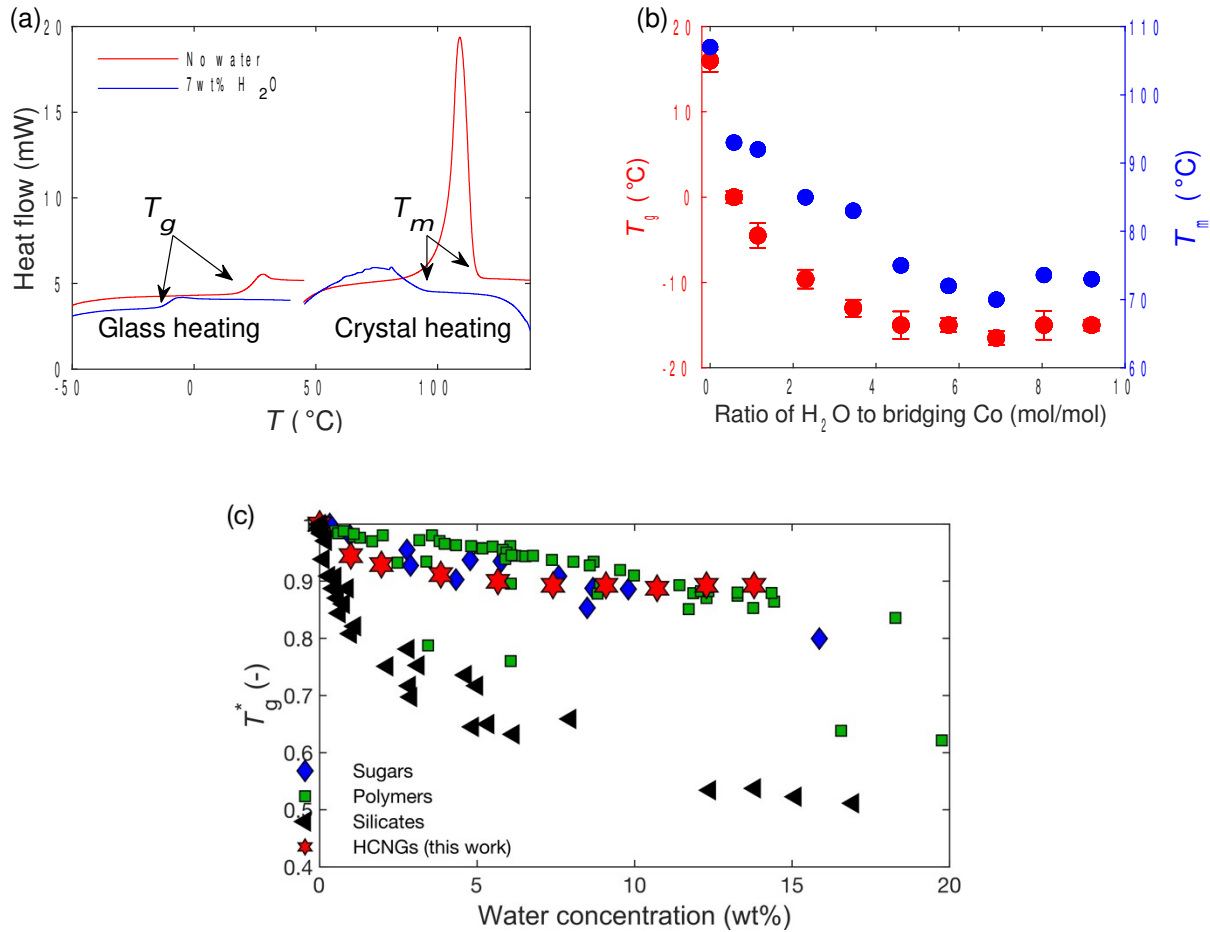 (a)
20
15
10
5
0
Heat flow (mW)
No water
7wt% H2O
Tg
Tm
Glass heating
Crystal heating
-50
0
50
100
T (°C)
(b)
20
10
0
-10
-20
Tg (°C)
110
100
90
80
70
60
Tm (°C)
0
2
4
6
8
10
Ratio of H2O to bridging Co (mol/mol)
(c)
0.9
0.8
0.7
0.6
0.5
0.4
Tg* (-)
Sugars
Polymers
Silicates
HCNGs (this work)
0
5
10
15
20
Water concentration (wt%)